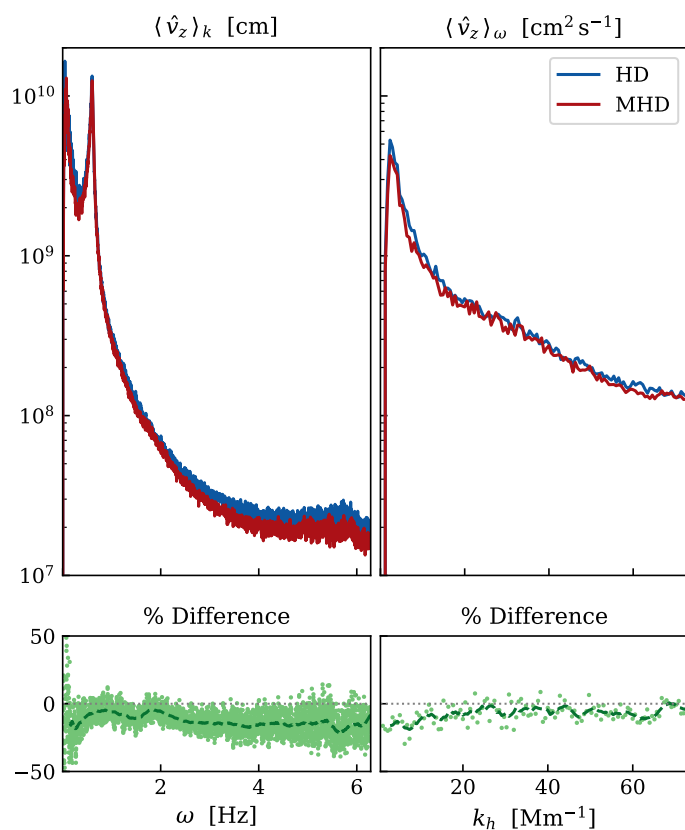 ⟨ v̂_z ⟩_k [cm]
⟨ v̂_z ⟩_ω [cm² s⁻¹]
HD
MHD
10¹⁰
10⁹
10⁸
10⁷
% Difference
% Difference
50
0
−50
2
4
6
20
40
60
ω [Hz]
k_h [Mm⁻¹]